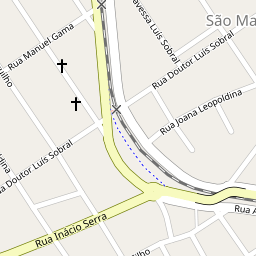 São Ma
Travessa Luís Sobral
Rua Manuel Gama
Rua Doutor Luís Sobral
Rua Joana Leopoldina
Rua Doutor Luís Sobral
Rua A
Rua Inácio Serra